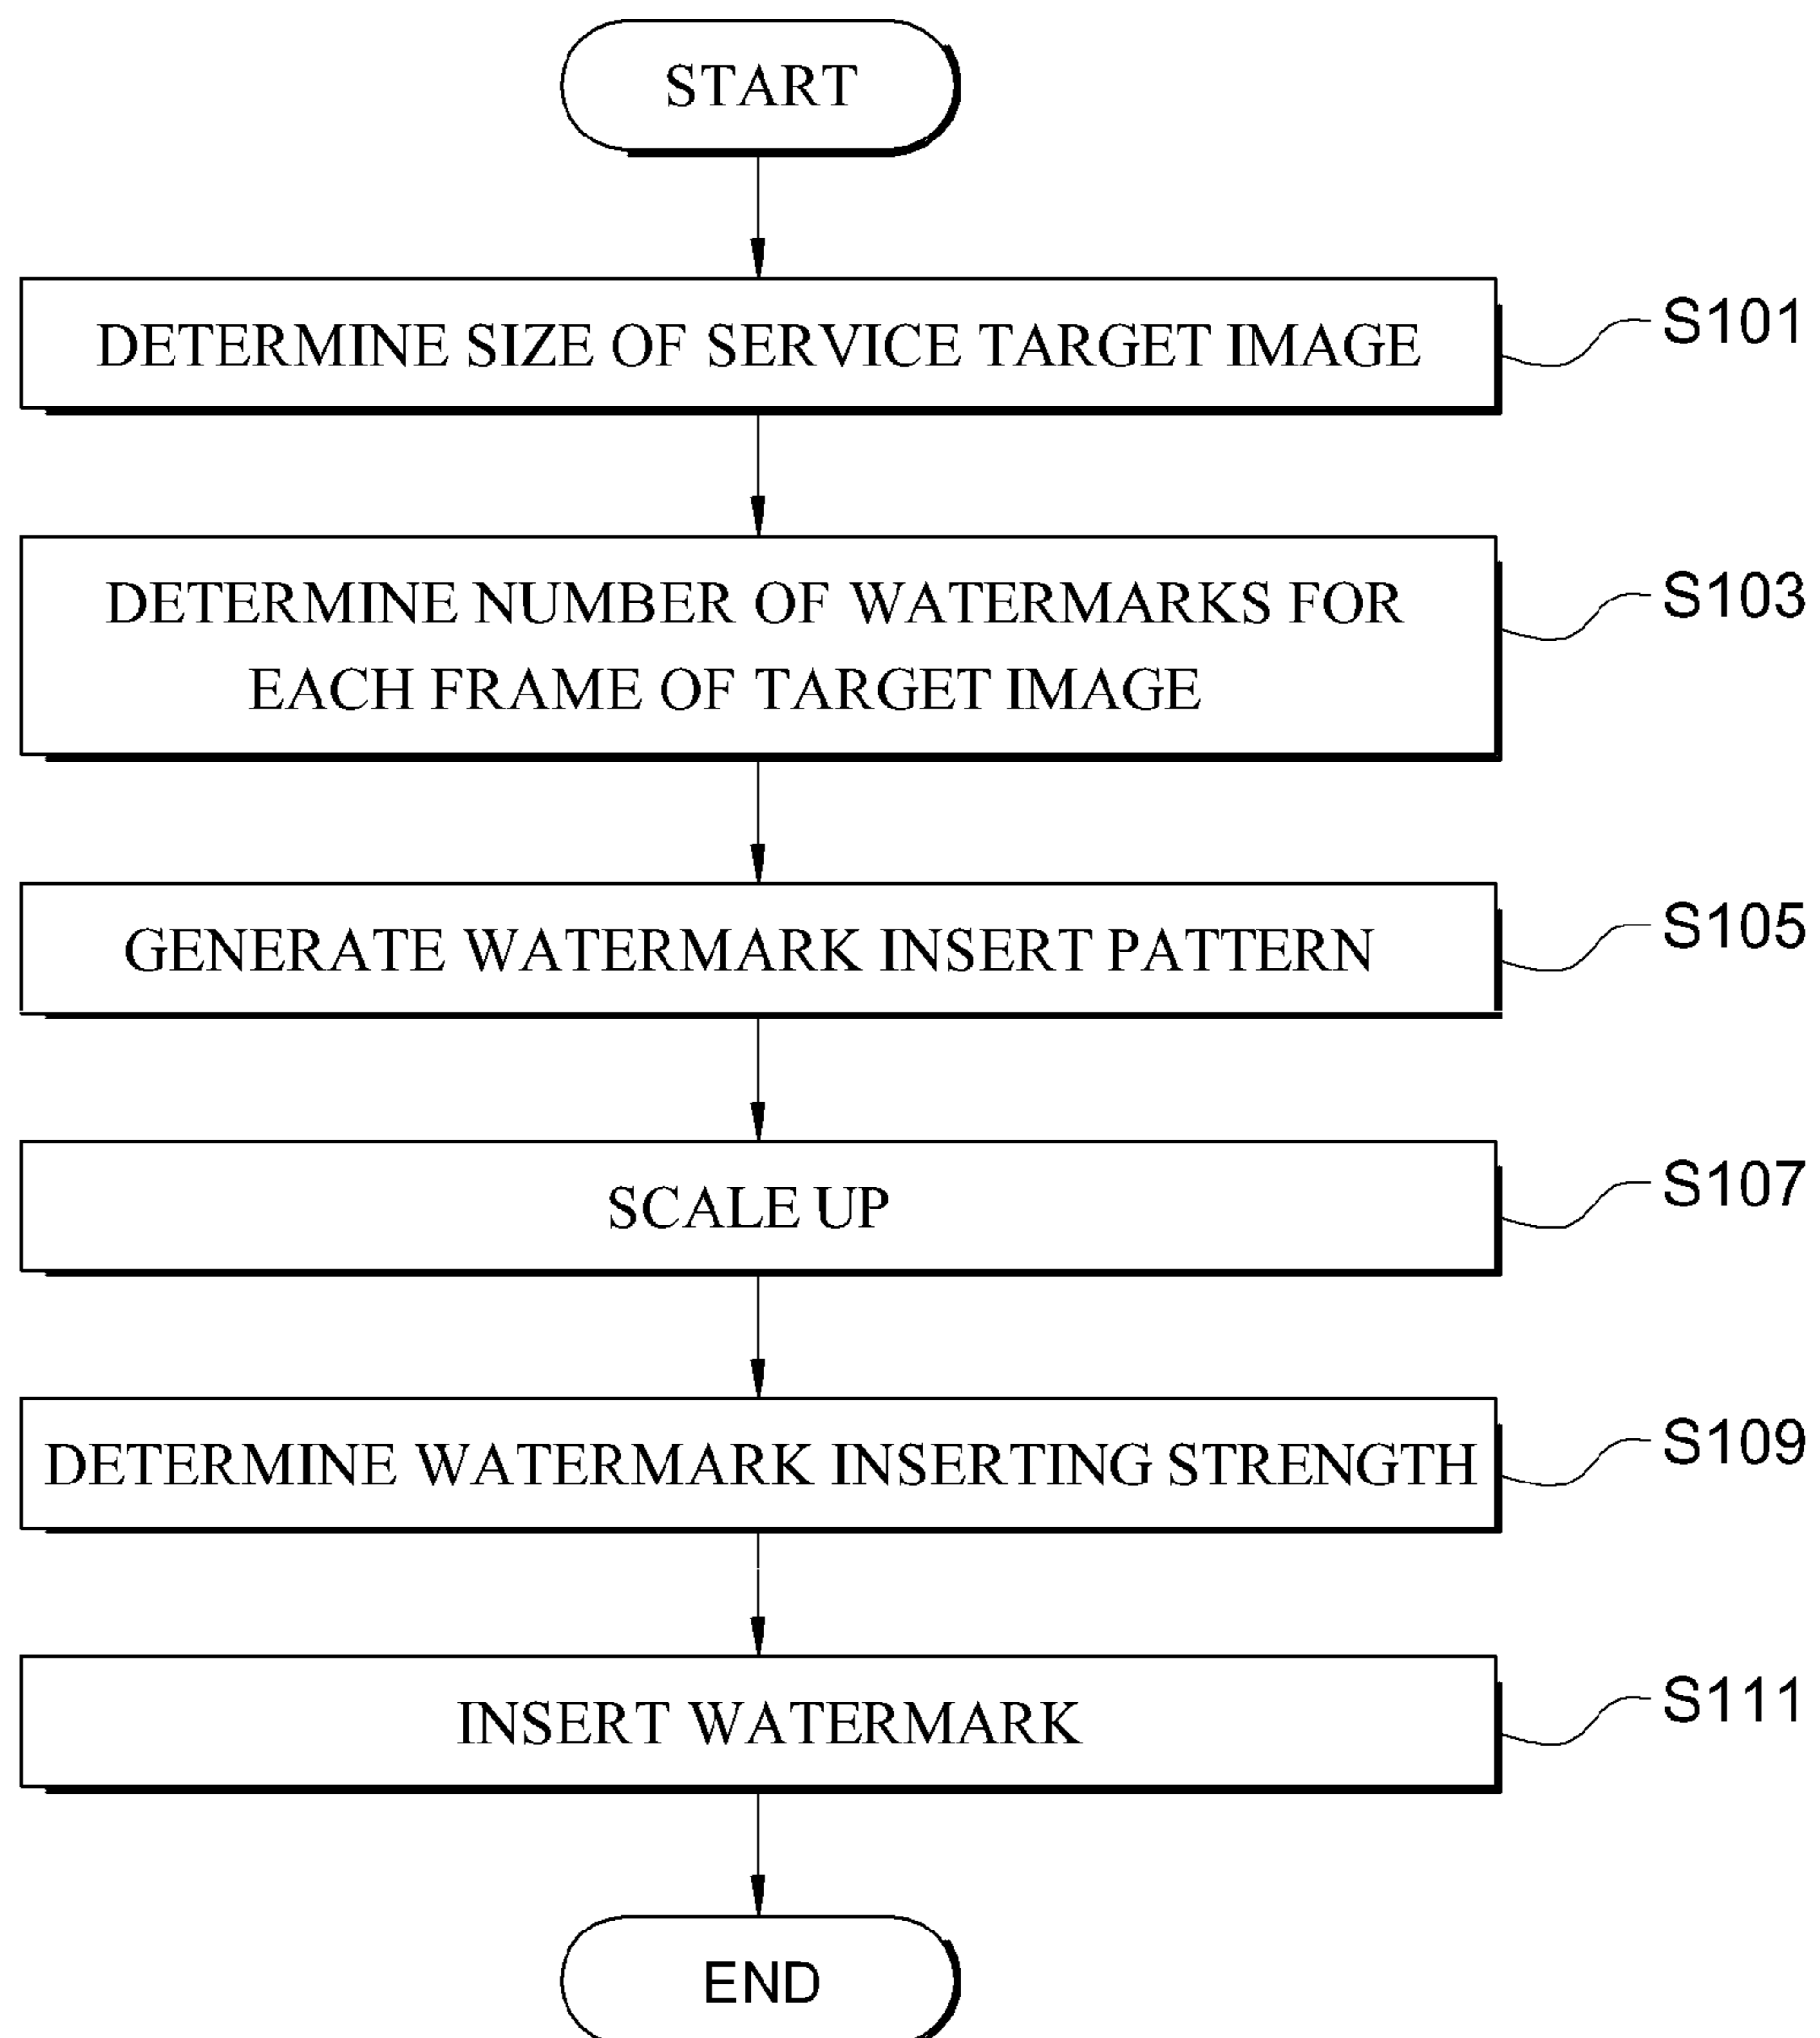 START
DETERMINE SIZE OF SERVICE TARGET IMAGE
S101
DETERMINE NUMBER OF WATERMARKS FOR
EACH FRAME OF TARGET IMAGE
S103
GENERATE WATERMARK INSERT PATTERN
S105
SCALE UP
S107
DETERMINE WATERMARK INSERTING STRENGTH
S109
INSERT WATERMARK
S111
END